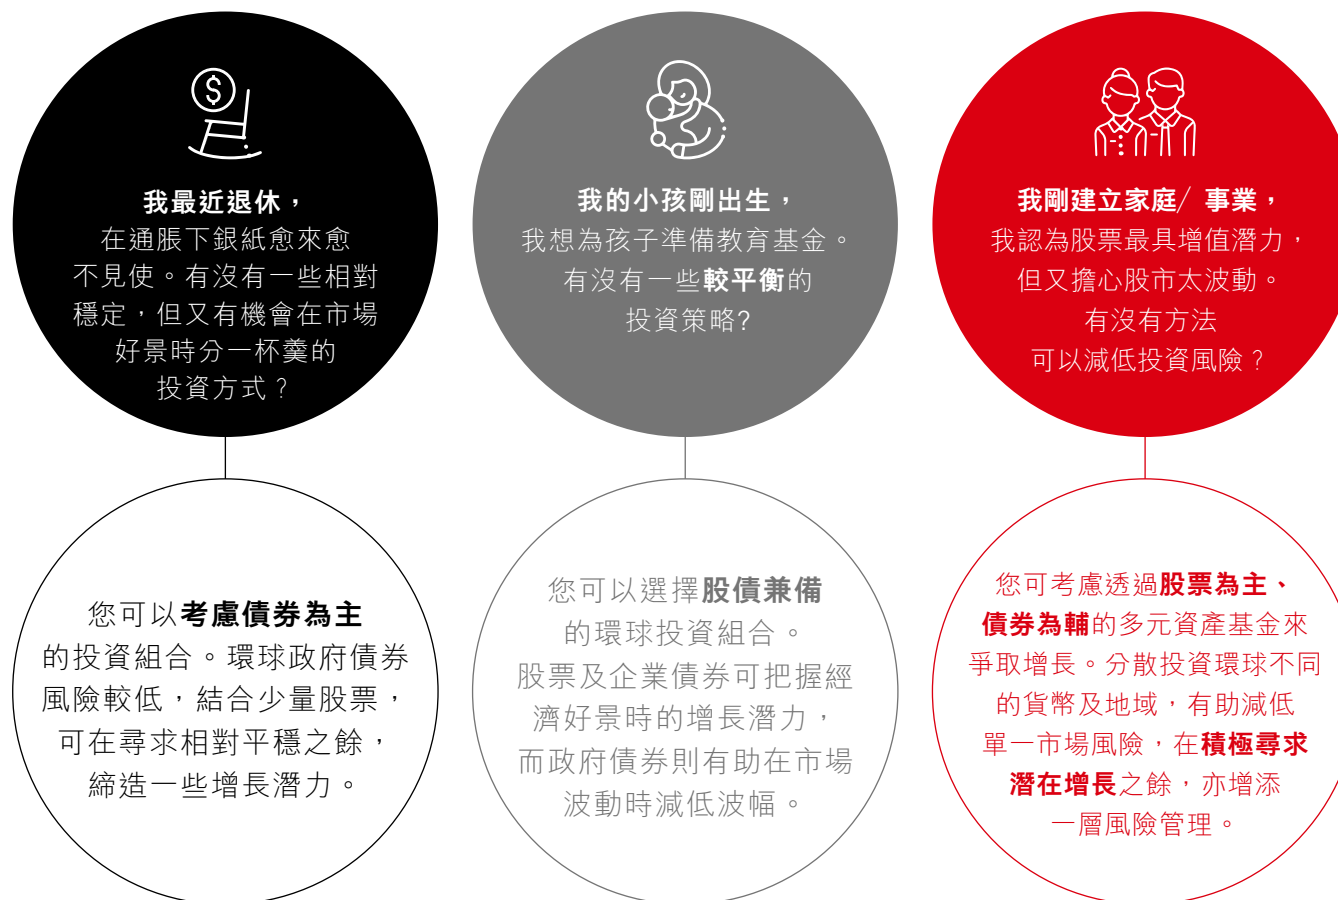 我最近退休，
在通脹下銀紙愈來愈
不見使。有沒有一些相對
穩定，但又有機會在市場
好景時分一杯羹的
投資方式？
您可以考慮債券為主
的投資組合。環球政府債券
風險較低，結合少量股票，
可在尋求相對平穩之餘，
締造一些增長潛力。
我的小孩剛出生，
我想為孩子準備教育基金。
有沒有一些較平衡的
投資策略?
您可以選擇股債兼備
的環球投資組合。
股票及企業債券可把握經
濟好景時的增長潛力，
而政府債券則有助在市場
波動時減低波幅。
我剛建立家庭/ 事業，
我認為股票最具增值潛力，
但又擔心股市太波動。
有沒有方法
可以減低投資風險？
您可考慮透過股票為主、
債券為輔的多元資產基金來
爭取增長。分散投資環球不同
的貨幣及地域，有助減低
單一市場風險，在積極尋求
潛在增長之餘，亦增添
一層風險管理。